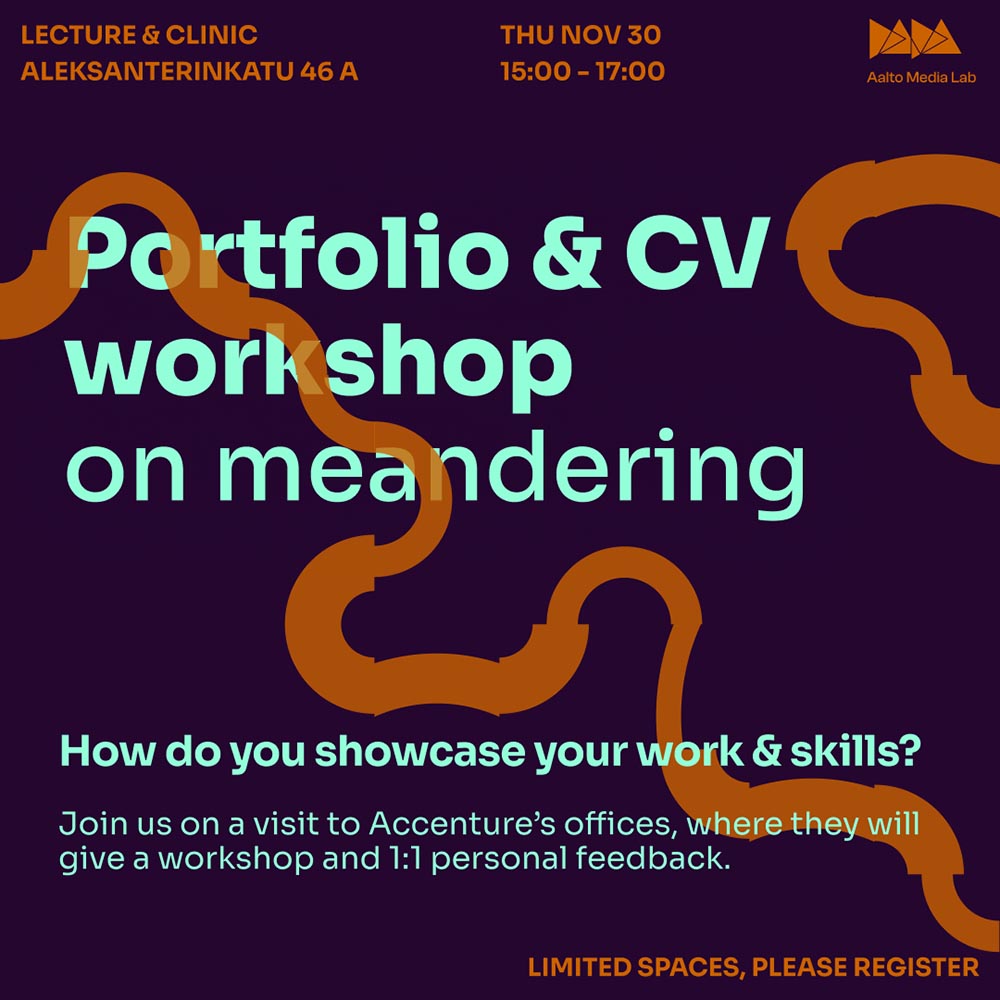 LECTURE & CLINIC
ALEKSANTERINKATU 46 A
THU NOV 30
15:00 – 17:00
Aalto Media Lab
Portfolio & CV
workshop
on meandering
How do you showcase your work & skills?
Join us on a visit to Accenture’s offices, where they will
give a workshop and 1:1 personal feedback.
LIMITED SPACES, PLEASE REGISTER